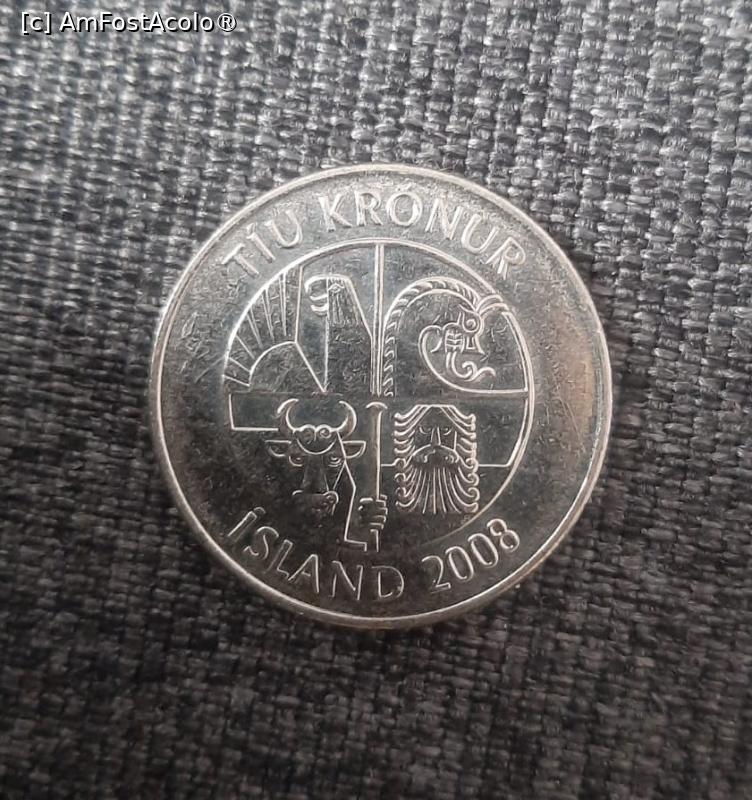 [c] AmFostAcolo®
TÍU KRÓNUR
ÍSLAND 2008